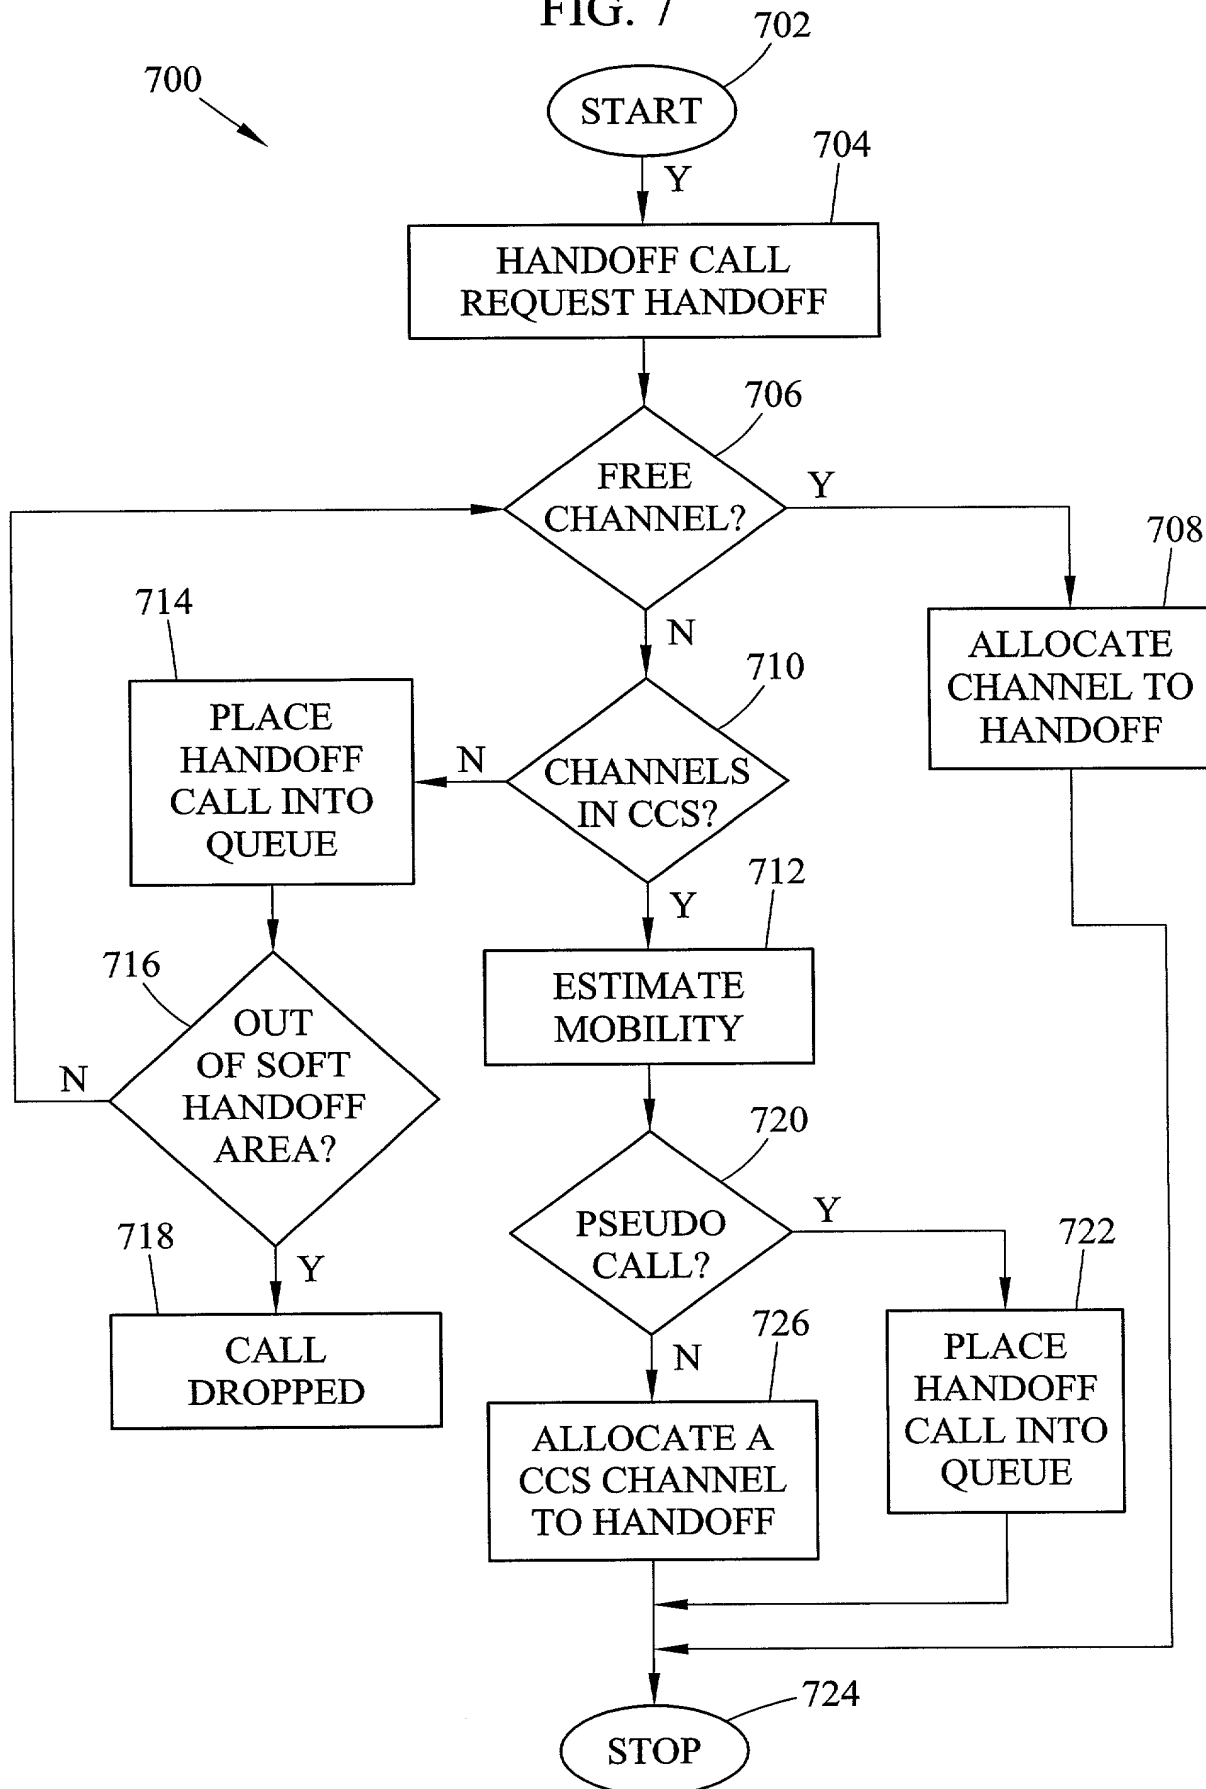 FIG. 7
702
700
START
704
Y
HANDOFF CALL
REQUEST HANDOFF
706
FREE
CHANNEL?
Y
708
714
N
710
ALLOCATE
CHANNEL TO
HANDOFF
PLACE
HANDOFF
CALL INTO
QUEUE
N
CHANNELS
IN CCS?
712
Y
716
ESTIMATE
MOBILITY
OUT
OF SOFT
HANDOFF
AREA?
N
720
PSEUDO
CALL?
Y
722
718
Y
726
N
CALL
DROPPED
PLACE
HANDOFF
CALL INTO
QUEUE
ALLOCATE A
CCS CHANNEL
TO HANDOFF
724
STOP